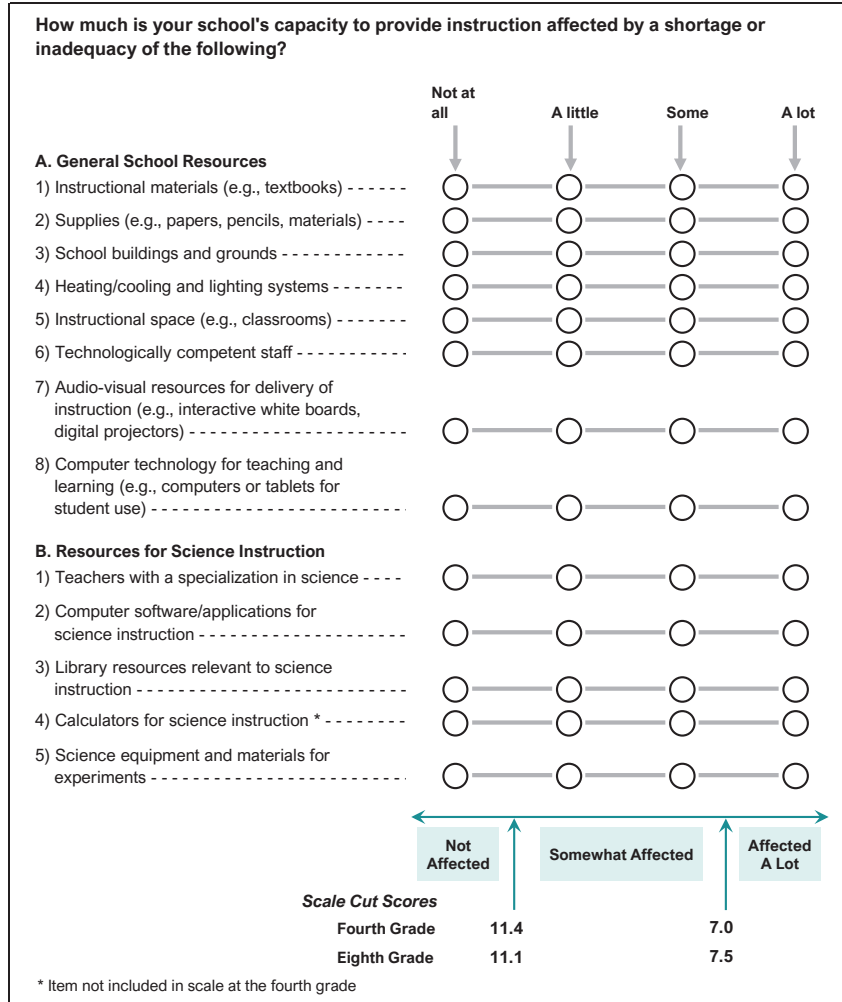 How much is your school's capacity to provide instruction affected by a shortage or
inadequacy of the following?
Not at
all
A little
Some
A lot
A. General School Resources
1) Instructional materials (e.g., textbooks) - - - - - -
2) Supplies (e.g., papers, pencils, materials) - - - -
3) School buildings and grounds - - - - - - - - - - - -
4) Heating/cooling and lighting systems - - - - - - -
5) Instructional space (e.g., classrooms) - - - - - - -
6) Technologically competent staff - - - - - - - - - - -
7) Audio-visual resources for delivery of
instruction (e.g., interactive white boards,
digital projectors) - - - - - - - - - - - - - - - - - - - - -
8) Computer technology for teaching and
learning (e.g., computers or tablets for
student use) - - - - - - - - - - - - - - - - - - - - - - - - -
B. Resources for Science Instruction
1) Teachers with a specialization in science - - - -
2) Computer software/applications for
science instruction - - - - - - - - - - - - - - - - - - - -
3) Library resources relevant to science
instruction - - - - - - - - - - - - - - - - - - - - - - - - - -
4) Calculators for science instruction * - - - - - - - -
5) Science equipment and materials for
experiments - - - - - - - - - - - - - - - - - - - - - - - - -
Not
Affected
Somewhat Affected
Affected
A Lot
Scale Cut Scores
Fourth Grade 11.4 7.0
Eighth Grade 11.1 7.5
* Item not included in scale at the fourth grade